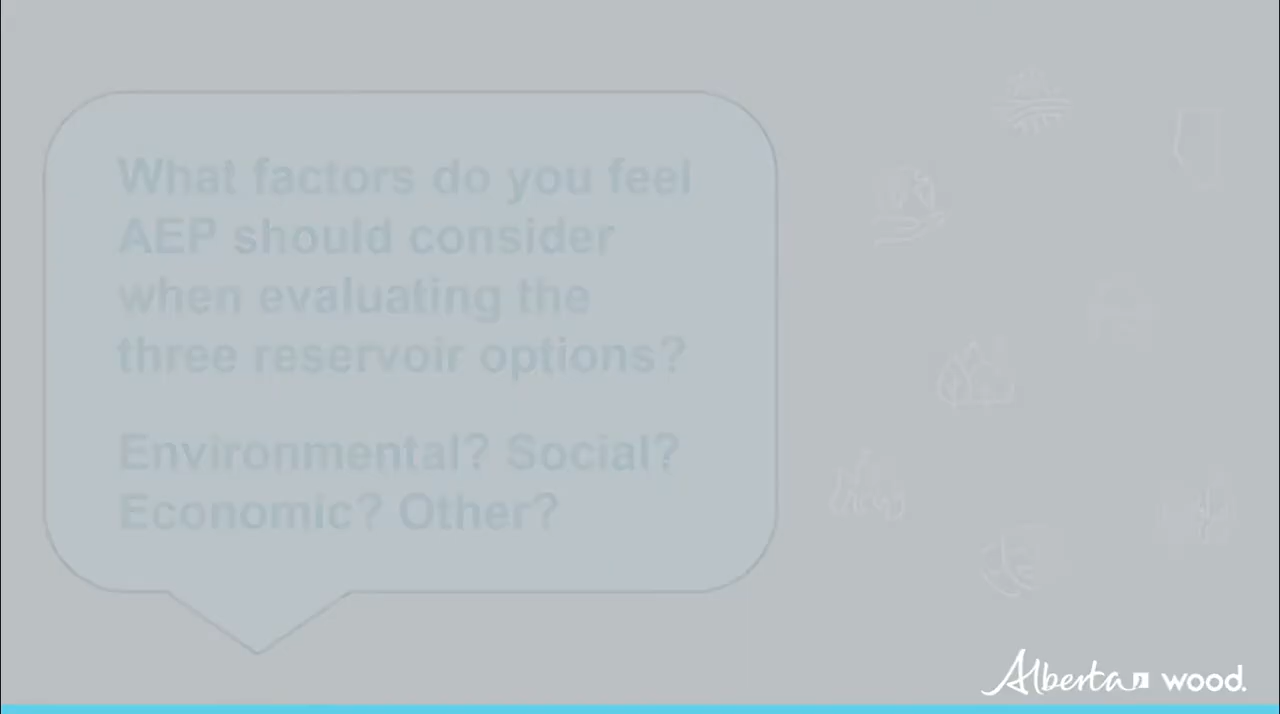 What factors do you feel
AEP should consider
when evaluating the
three reservoir options?
Environmental? Social?
Economic? Other?
Alberta wood.